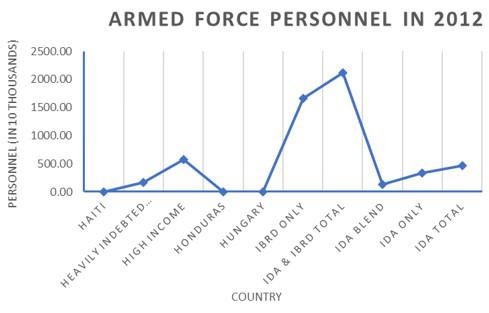 ARMED FORCE PERSONNEL IN 2012
PERSONNEL (IN10 THOUSANDS)
2500.00
2000.00
1500.00
1000.00
500.00
0.00
HAITI
HEAVILY INDEBTED...
HIGH INCOME
HONDURAS
HUNGARY
IBRD ONLY
IDA & IBRD TOTAL
IDA BLEND
IDA ONLY
IDA TOTAL
COUNTRY